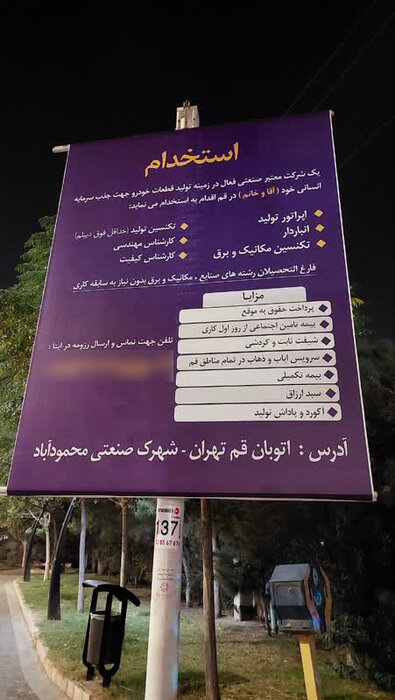 استخدام
یک شرکت معتبر صنعتی فعال در زمینه تولید قطعات خودرو جهت جذب سرمایه
انسانی خود ( آقا و خانم ) در قم اقدام به استخدام می نماید:
اپراتور تولید
انباردار
تکنسین مکانیک و برق
تکنسین تولید (حداقل فوق دیپلم)
کارشناس مهندسی
کارشناس کیفیت
فارغ التحصیلان رشته های صنایع ، مکانیک و برق بدون نیاز به سابقه کاری
مزایا
پرداخت حقوق به موقع
بیمه تامین اجتماعی از روز اول کاری
شیفت ثابت و گردشی
سرویس ایاب و ذهاب در تمام مناطق قم
بیمه تکمیلی
سبد ارزاق
آکورد و پاداش تولید
تلفن جهت تماس و ارسال رزومه در ایتا :
آدرس : اتوبان قم تهران - شهرک صنعتی محمودآباد
137